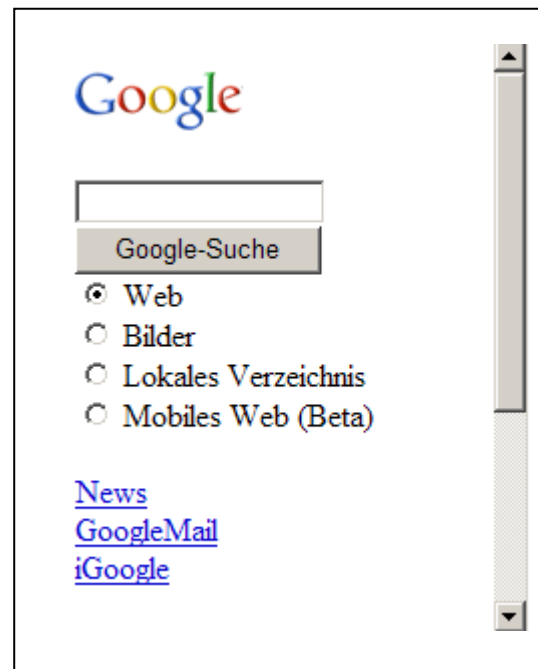 Google
Google-Suche
Web
Bilder
Lokales Verzeichnis
Mobiles Web (Beta)
News
GoogleMail
iGoogle